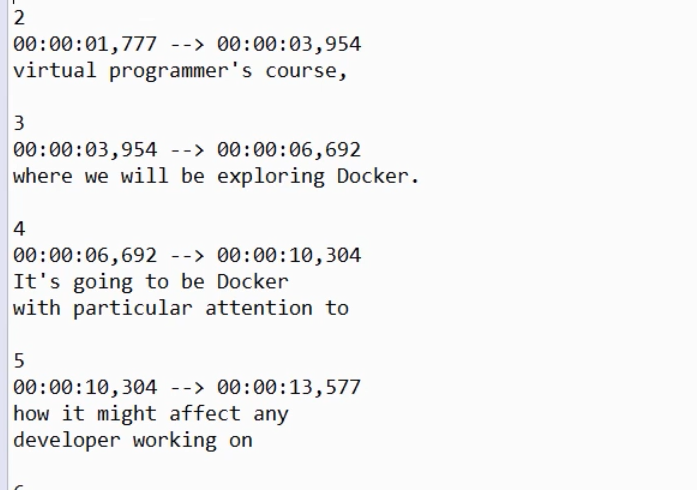 2
00:00:01,777 --> 00:00:03,954
virtual programmer's course,
3
00:00:03,954 --> 00:00:06,692
where we will be exploring Docker.
4
00:00:06,692 --> 00:00:10,304
It's going to be Docker
with particular attention to
5
00:00:10,304 --> 00:00:13,577
how it might affect any
developer working on